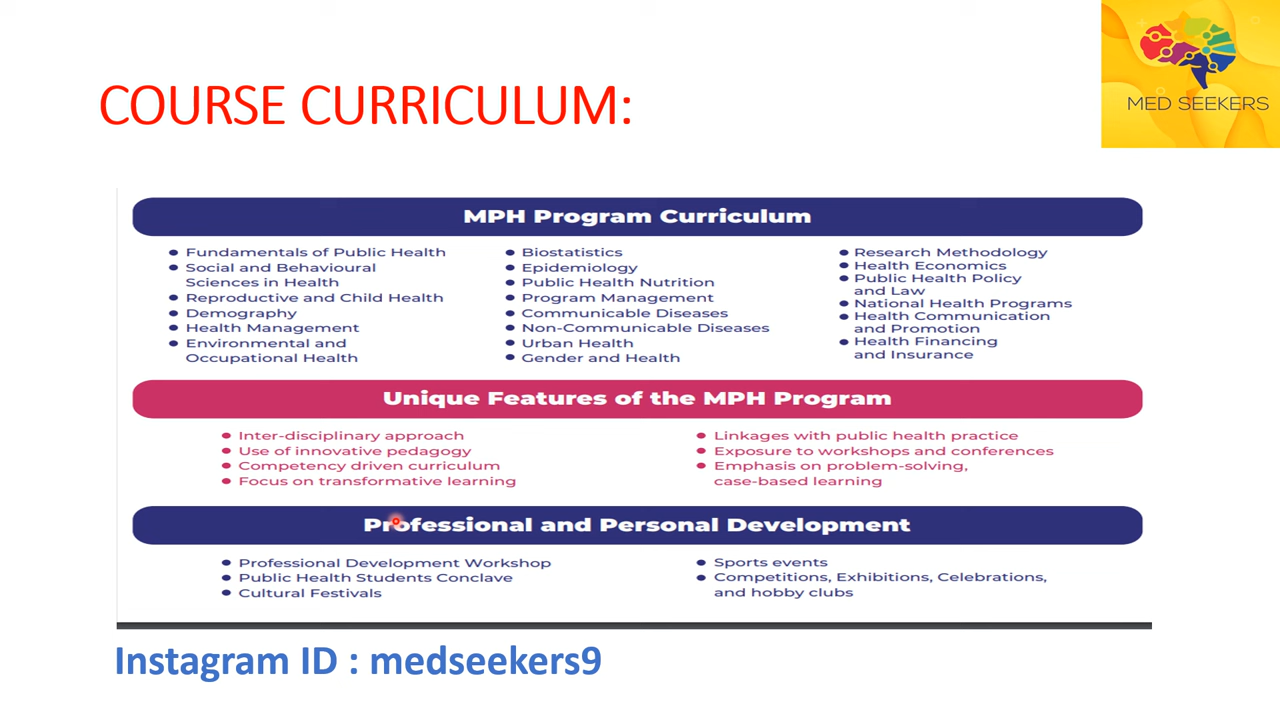 MED SEEKERS
COURSE CURRICULUM:
MPH Program Curriculum
Fundamentals of Public Health
Social and Behavioural
Sciences in Health
Reproductive and Child Health
Demography
Health Management
Environmental and
Occupational Health
Biostatistics
Epidemiology
Public Health Nutrition
Program Management
Communicable Diseases
Non-Communicable Diseases
Urban Health
Gender and Health
Research Methodology
Health Economics
Public Health Policy
and Law
National Health Programs
Health Communication
and Promotion
Health Financing
and Insurance
Unique Features of the MPH Program
Inter-disciplinary approach
Use of innovative pedagogy
Competency driven curriculum
Focus on transformative learning
Linkages with public health practice
Exposure to workshops and conferences
Emphasis on problem-solving,
case-based learning
Professional and Personal Development
Professional Development Workshop
Public Health Students Conclave
Cultural Festivals
Sports events
Competitions, Exhibitions, Celebrations,
and hobby clubs
Instagram ID : medseekers9